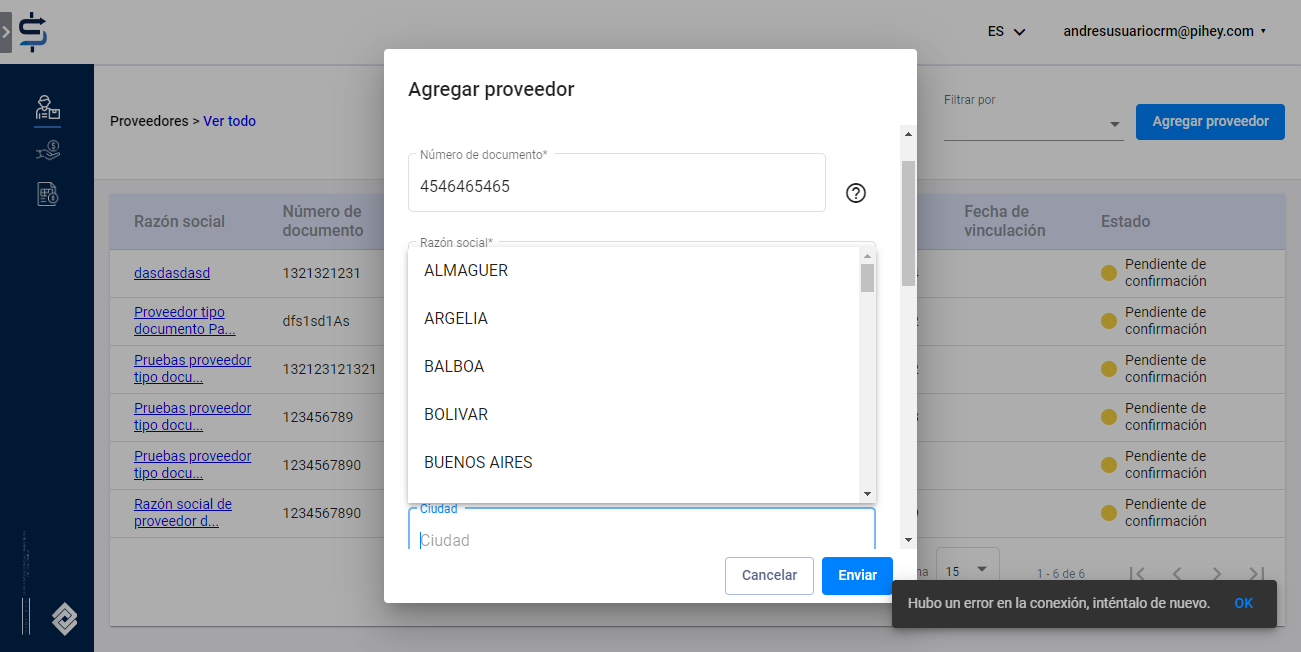 ES
andresusuariocrm@pihey.com
Proveedores > Ver todo
Filtrar por
Agregar proveedor
Razón social
Número de
documento
Fecha de
vinculación
Estado
dasdasdasd
1321321231
Pendiente de
confirmación
Proveedor tipo
documento Pa...
dfs1sd1As
Pendiente de
confirmación
Pruebas proveedor
tipo docu...
132123121321
Pendiente de
confirmación
Pruebas proveedor
tipo docu...
123456789
Pendiente de
confirmación
Pruebas proveedor
tipo docu...
1234567890
Pendiente de
confirmación
Razón social de
proveedor d...
1234567890
Pendiente de
confirmación
15
1 - 6 de 6
Agregar proveedor
Número de documento*
4546465465
Razón social*
ALMAGUER
ARGELIA
BALBOA
BOLIVAR
BUENOS AIRES
Ciudad
Ciudad
Cancelar
Enviar
Hubo un error en la conexión, inténtalo de nuevo.
OK